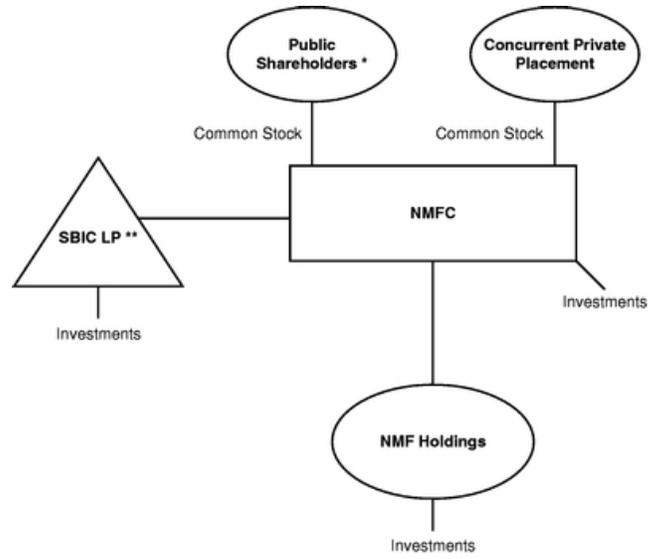 Public
Shareholders *
Concurrent Private
Placement
Common Stock
Common Stock
NMFC
SBIC LP **
Investments
Investments
NMF Holdings
Investments